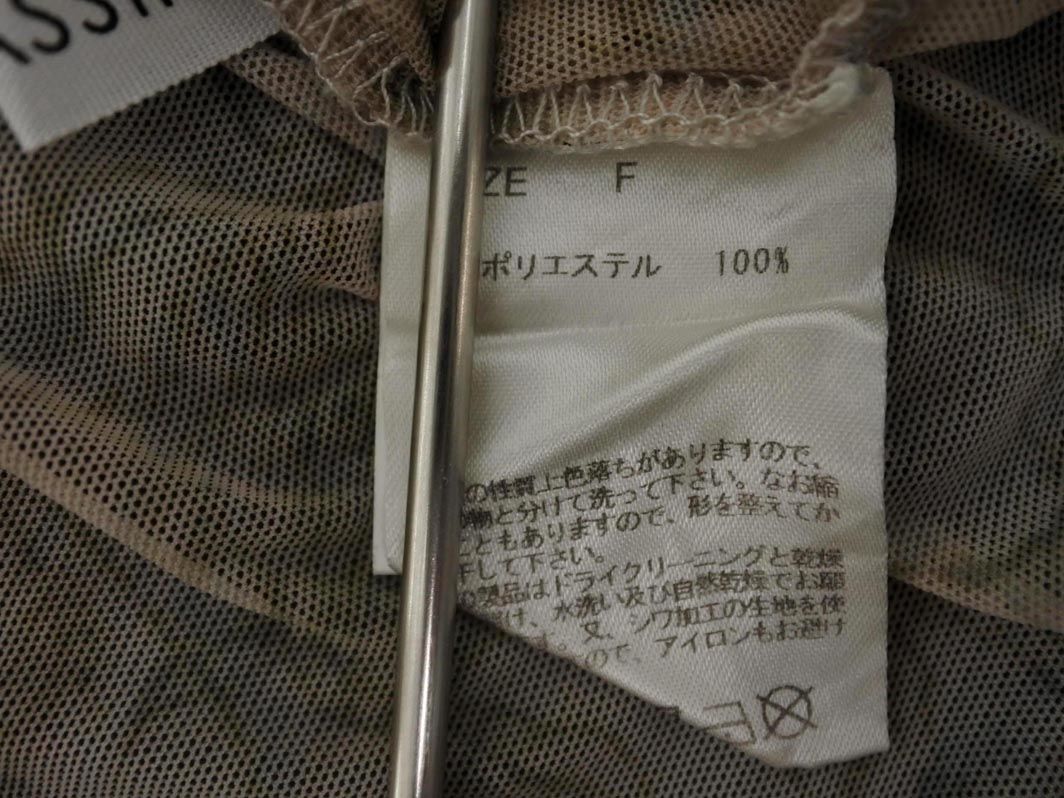 ASSI
ZE F
ポリエステル 100%
の性質上色落ちがありますので、
物と分けて洗って下さい。なお縮
こともありますので、形を整えてか
干して下さい。
製品はドライクリーニングと乾燥
け、水洗い及び自然乾燥でお願
す。又、シワ加工の生地を使
ので、アイロンもお避け